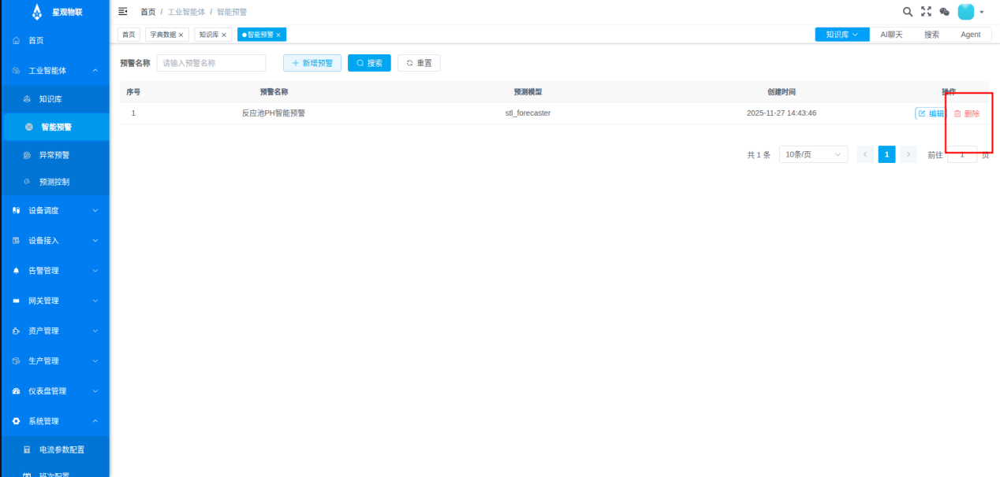 星观物联
首页 / 工业智能体 / 智能预警
首页 字典数据 × 知识库 × 智能预警 ×
知识库 AI聊天 搜索 Agent
首页
工业智能体
知识库
智能预警
异常预警
预测控制
设备调度
设备接入
告警管理
网关管理
资产管理
生产管理
仪表盘管理
系统管理
电流参数配置
班次配置
预警名称 请输入预警名称 + 新增预警 搜索 重置
序号 预警名称 预测模型 创建时间 操作
1 反应池PH智能预警 stl_forecaster 2025-11-27 14:43:46 编辑 删除
共 1 条 10条/页 < 1 > 前往 1 页